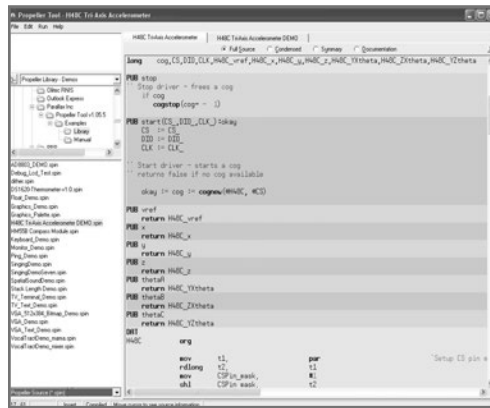 Propeller Tool - H48C Tri-Axis Accelerometer
File Edit Run Help
H48C TriAxis Accelerometer H48C Tri-Axis Accelerometer DEMO
Full Source Condensed Summary Documentation
long cog,CS,DIO,CLK,H48C_vref,H48C_x,H48C_y,H48C_z,H48C_YXtheta,H48C_ZXtheta,H48C_YZtheta
Propeller Library - Demos
Outlook Express
Parallax Inc
Propeller Tool v1.05.5
Examples
Library
Manual
PUB stop
'' Stop driver - frees a cog
if cog
cogstop(cog~ - 1)
PUB start(CS_,DIO_,CLK_):okay
CS := CS_
DIO := DIO_
CLK := CLK_
'' Start driver - starts a cog
'' returns false if no cog available
okay := cog := cognew(@H48C, @CS)
PUB vref
return H48C_vref
PUB x
return H48C_x
PUB y
return H48C_y
PUB z
return H48C_z
PUB thetaA
return H48C_YXtheta
PUB thetaB
return H48C_ZXtheta
PUB thetaC
return H48C_YZtheta
DAT
H48C org
mov t1, par 'Setup CS pin
rdlong t2, t1
mov CSPin_mask, #1
shl CSPin_mask, t2
AD8803_DEMO.spin
Debug_Lcd_Test.spin
dither.spin
DS1620-Thermometer-v1.0.spin
Float_Demo.spin
Graphics_Demo.spin
Graphics_Palette.spin
H48C Tri-Axis Accelerometer DEMO.spin
HM55B Compass Module.spin
Keyboard_Demo.spin
Monitor_Demo.spin
Ping_Demo.spin
SingingDemo.spin
SingingDemoSeven.spin
SpatialSoundDemo.spin
Stack Length Demo.spin
TV_Terminal_Demo.spin
TV_Text_Demo.spin
VGA_512x384_Bitmap_Demo.spin
VGA_Demo.spin
VGA_Text_Demo.spin
VocalTractDemo_mama.spin
Propeller Source (*.spin)
Insert Compiled